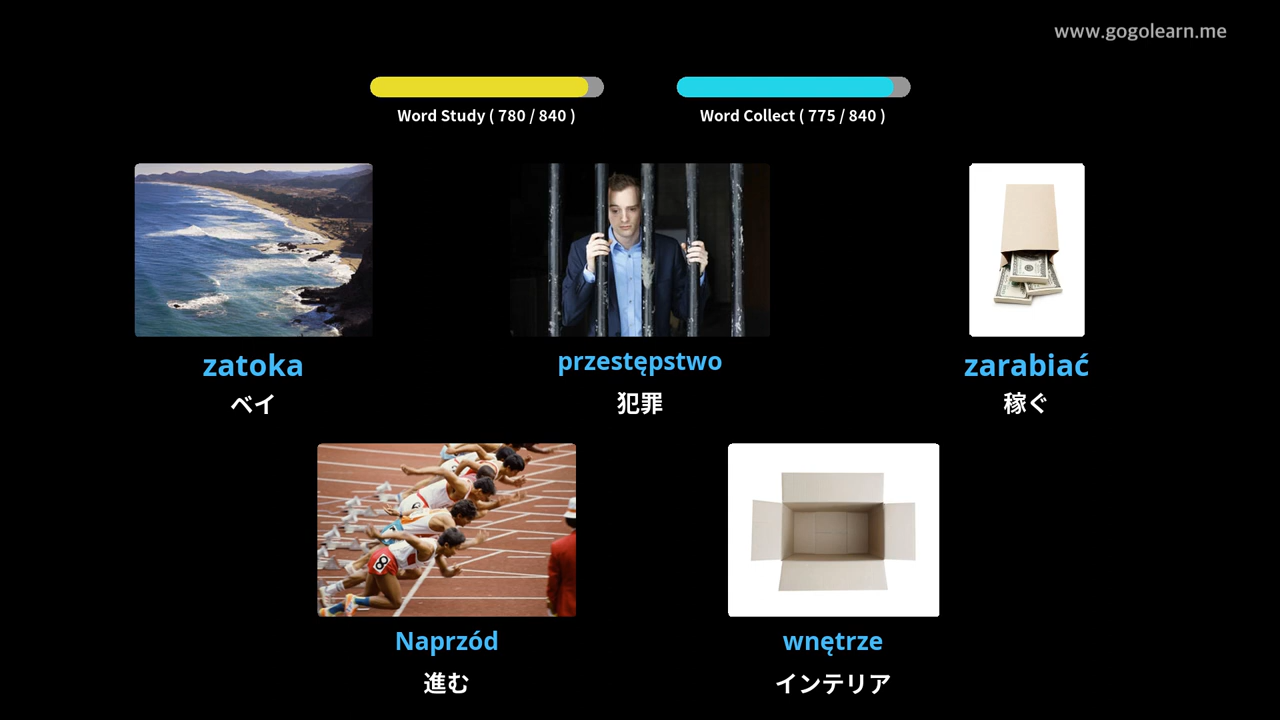 www.gogolearn.me
Word Study ( 780 / 840 )
Word Collect ( 775 / 840 )
zatoka
ベイ
przestępstwo
犯罪
zarabiać
稼ぐ
8
Naprzód
進む
wnętrze
インテリア